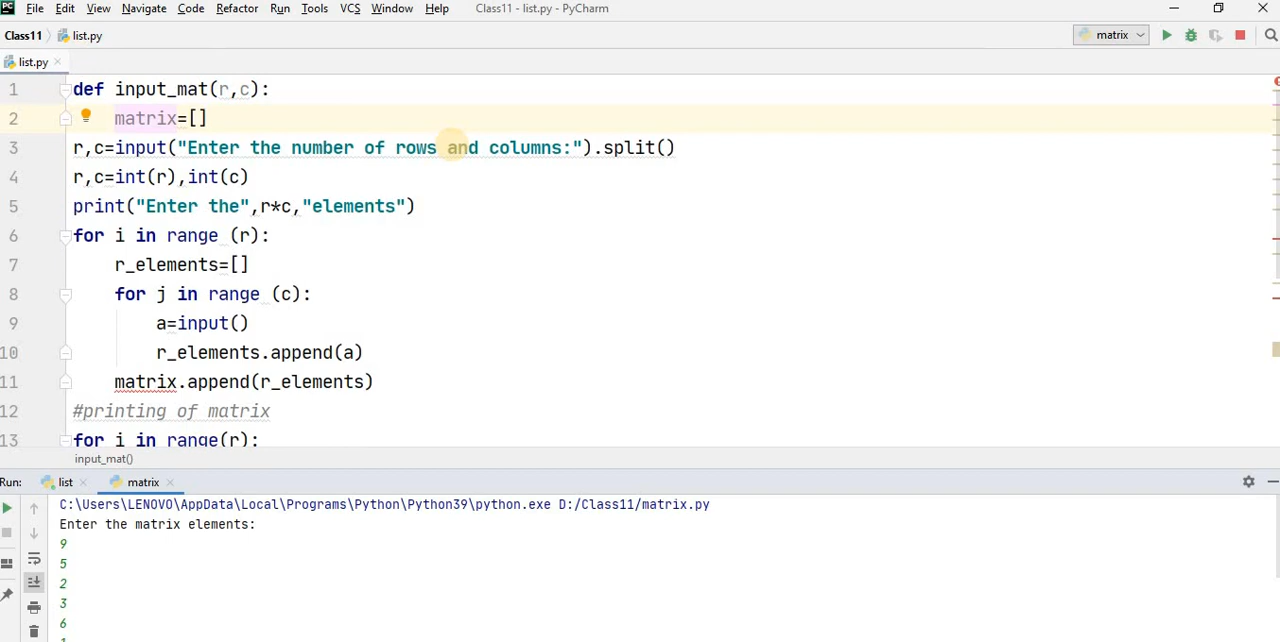 PC File Edit View Navigate Code Refactor Run Tools VCS Window Help Class11 - list.py - PyCharm
Class11 list.py matrix
list.py
1 def input_mat(r,c):
2 matrix=[]
3 r,c=input("Enter the number of rows and columns:").split()
4 r,c=int(r),int(c)
5 print("Enter the",r*c,"elements")
6 for i in range (r):
7 r_elements=[]
8 for j in range (c):
9 a=input()
10 r_elements.append(a)
11 matrix.append(r_elements)
12 #printing of matrix
13 for i in range(r):
input_mat()
Run: list matrix
C:\Users\LENOVO\AppData\Local\Programs\Python\Python39\python.exe D:/Class11/matrix.py
Enter the matrix elements:
9
5
2
3
6